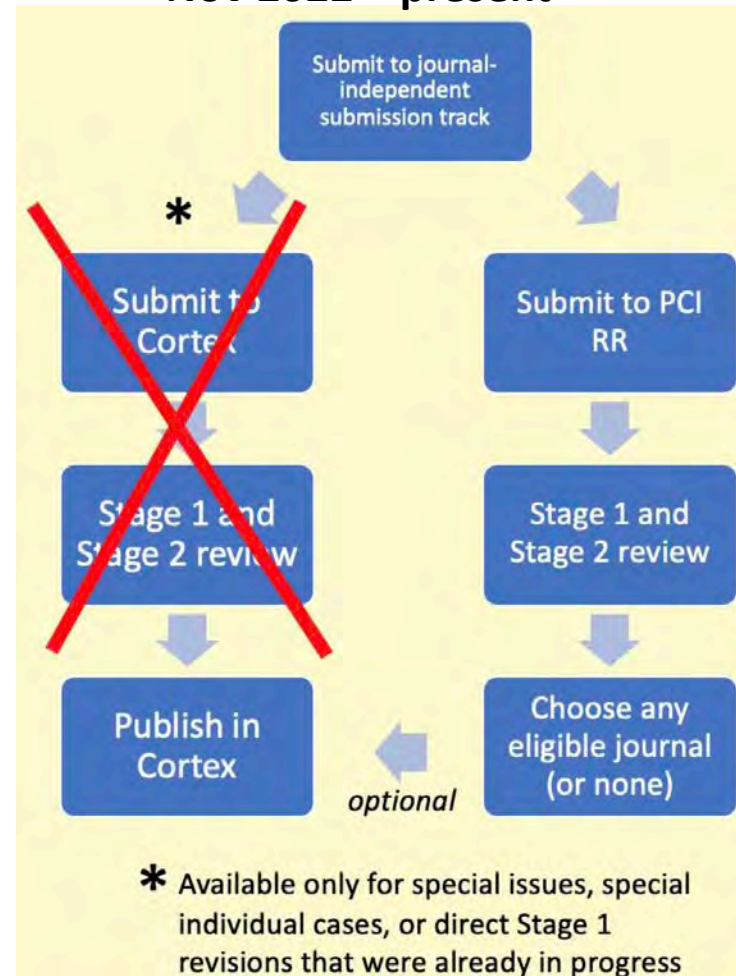 present
Submit to journal-
independent
submission track
*
Submit to
Cortex
Stage 1 and
Stage 2 review
Publish in
Cortex
Submit to PCI
RR
Stage 1 and
Stage 2 review
Choose any
eligible journal
(or none)
optional
* Available only for special issues, special
individual cases, or direct Stage 1
revisions that were already in progress